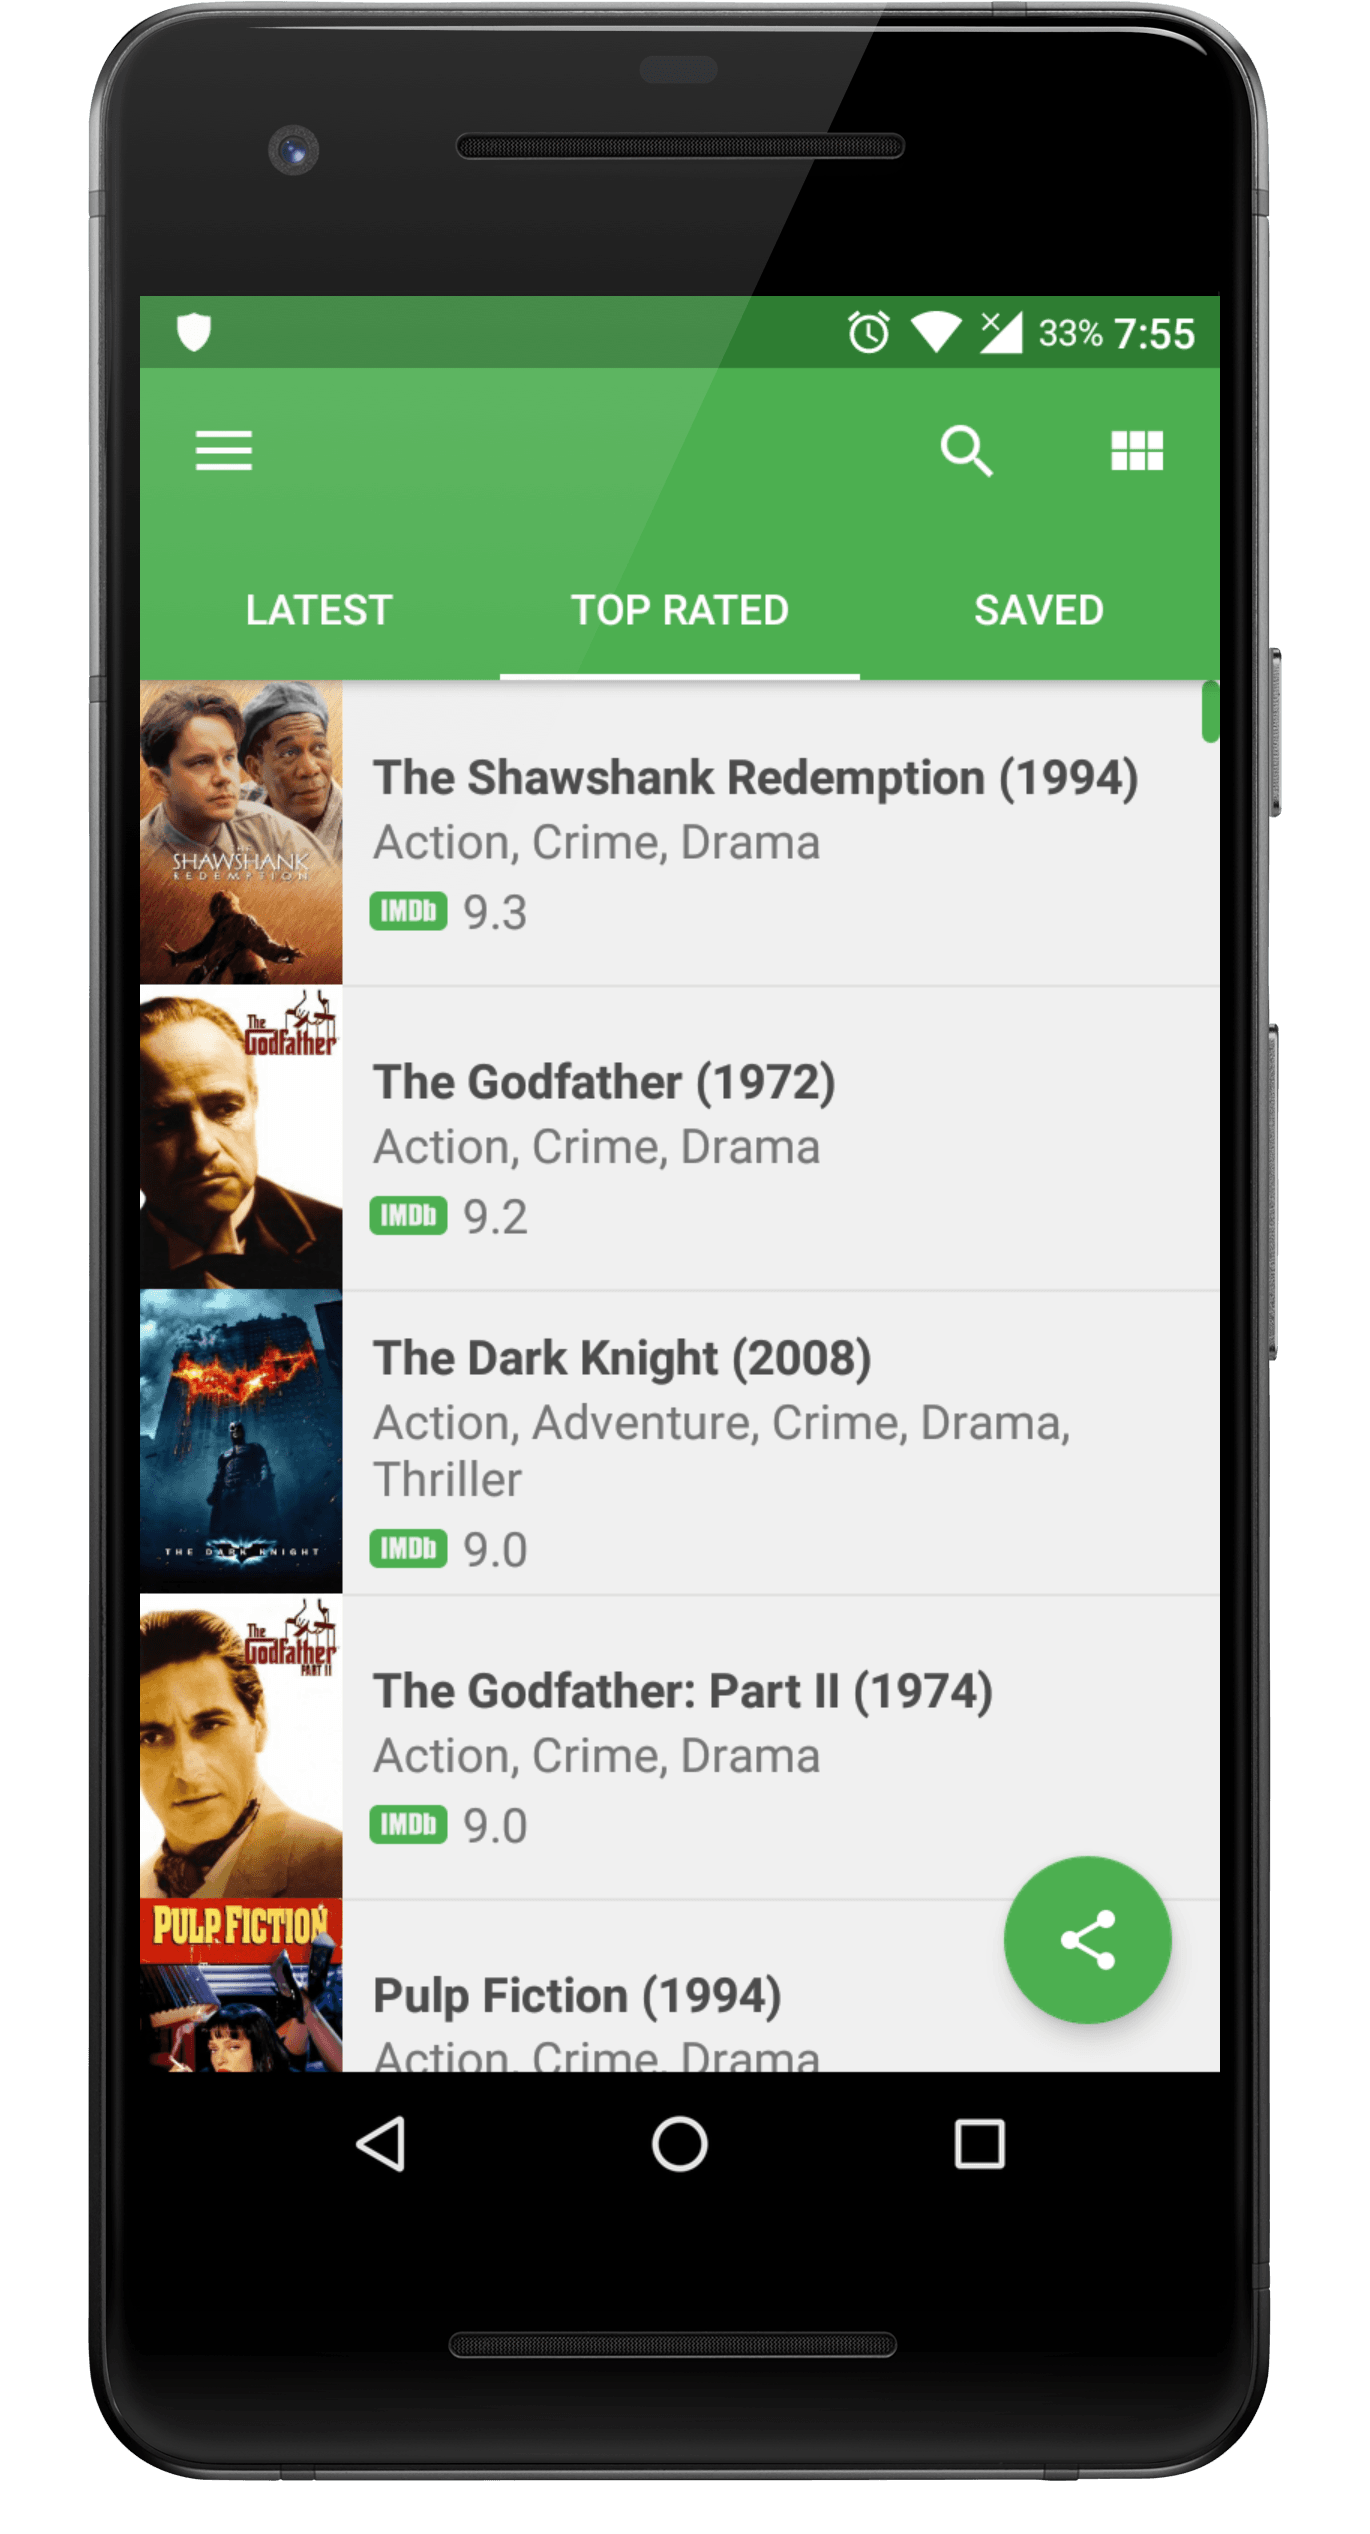 33% 7:55
LATEST TOP RATED SAVED
THE
SHAWSHANK
REDEMPTION
The Shawshank Redemption (1994)
Action, Crime, Drama
IMDb 9.3
The
Godfather
The Godfather (1972)
Action, Crime, Drama
IMDb 9.2
THE DARK KNIGHT
The Dark Knight (2008)
Action, Adventure, Crime, Drama,
Thriller
IMDb 9.0
The
Godfather
PART II
The Godfather: Part II (1974)
Action, Crime, Drama
IMDb 9.0
PULP FICTION
Pulp Fiction (1994)
Action, Crime, Drama